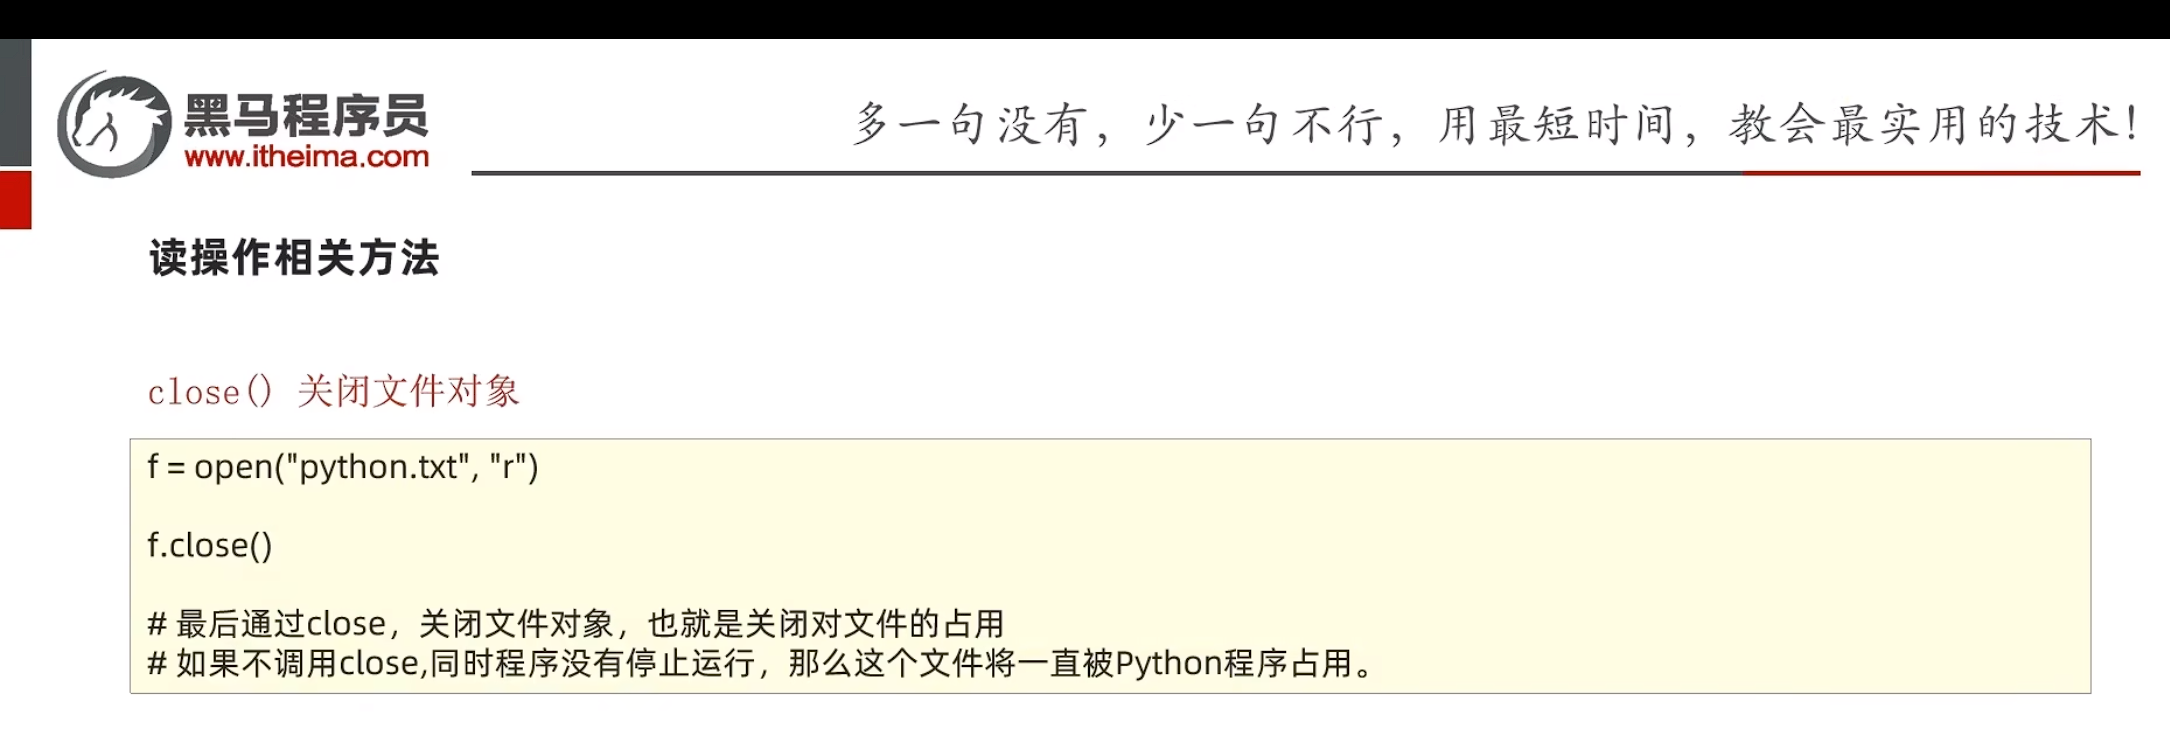 黑马程序员
www.itheima.com
多一句没有，少一句不行，用最短时间，教会最实用的技术！
读操作相关方法
close() 关闭文件对象
f = open("python.txt", "r")
f.close()
# 最后通过close，关闭文件对象，也就是关闭对文件的占用
# 如果不调用close,同时程序没有停止运行，那么这个文件将一直被Python程序占用。